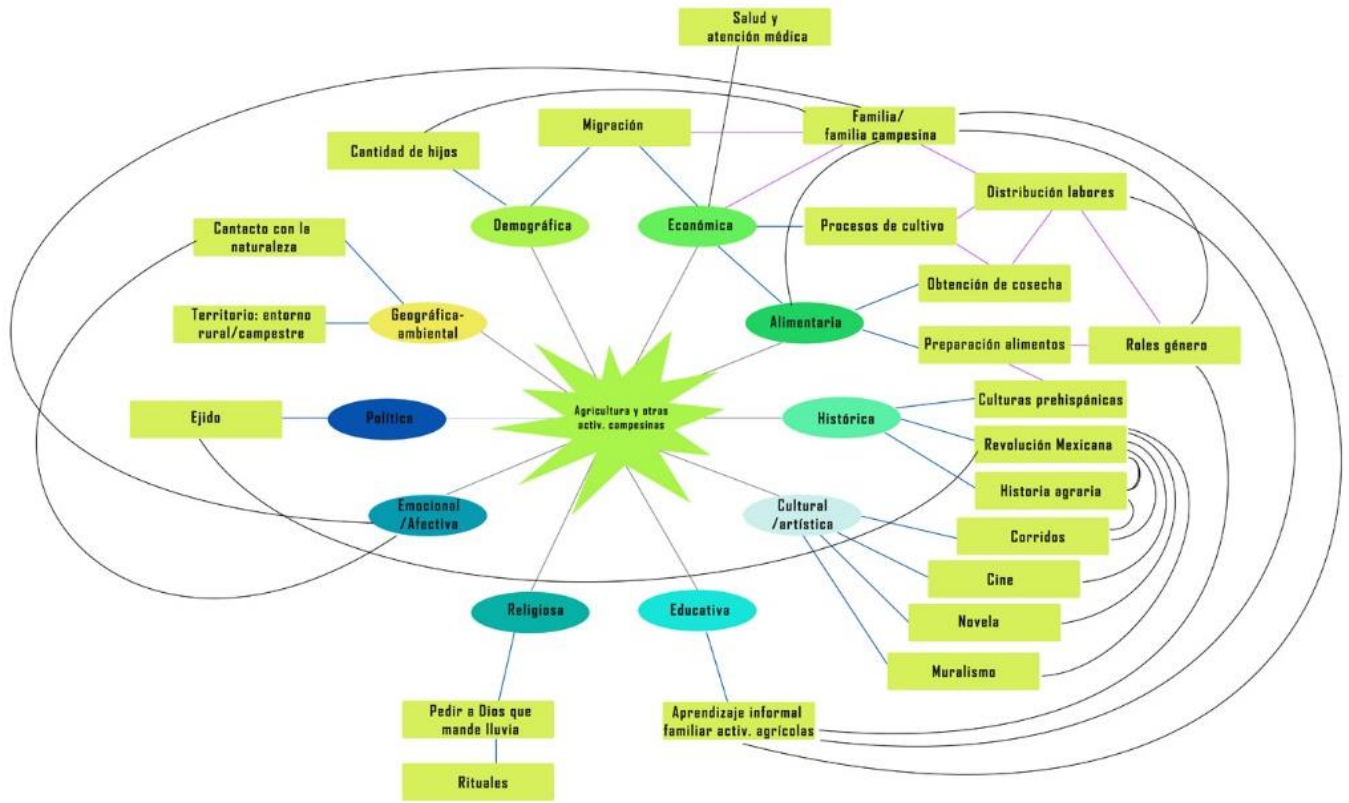 Salud y
atención médica
Familia/
familia campesina
Migración
Cantidad de hijos
Distribución labores
Demográfica
Económica
Procesos de cultivo
Cantacto con la
naturaleza
Obtención de cosecha
Territorio: entorno
rural/campestre
Geográfica-
ambiental
Alimentaria
Preparación alimentos
Roles género
Culturas prehispánicas
Ejido
Política
Agricultura y otras
activ. campesinas
Histórica
Revolución Mexicana
Historia agraria
Emocional
/Afectiva
Cultural
/artística
Corridos
Cine
Religiosa
Educativa
Novela
Muralismo
Pedir a Dios que
mande lluvia
Aprendizaje informal
familiar activ. agrícolas
Rituales